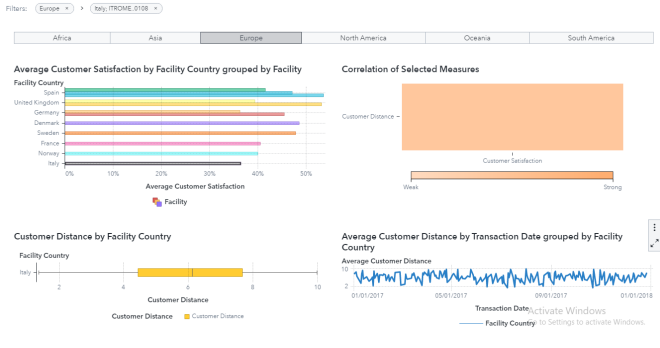 Filters: Europe × > Italy, ITROME_0108 ×
Africa Asia Europe North America Oceania South America
Average Customer Satisfaction by Facility Country grouped by Facility
Facility Country
Spain
United Kingdom
Germany
Denmark
Sweden
France
Norway
Italy
0% 10% 20% 30% 40% 50%
Average Customer Satisfaction
Facility
Correlation of Selected Measures
Customer Distance
Customer Satisfaction
Weak Strong
Customer Distance by Facility Country
Facility Country
Italy
2 4 6 8 10
Customer Distance
Customer Distance Customer Distance
Average Customer Distance by Transaction Date grouped by Facility
Country
Average Customer Distance
10
2
01/01/2017 05/01/2017 09/01/2017 01/01/2018
Transaction Date
Facility Country
Activate Windows
Go to Settings to activate Windows.